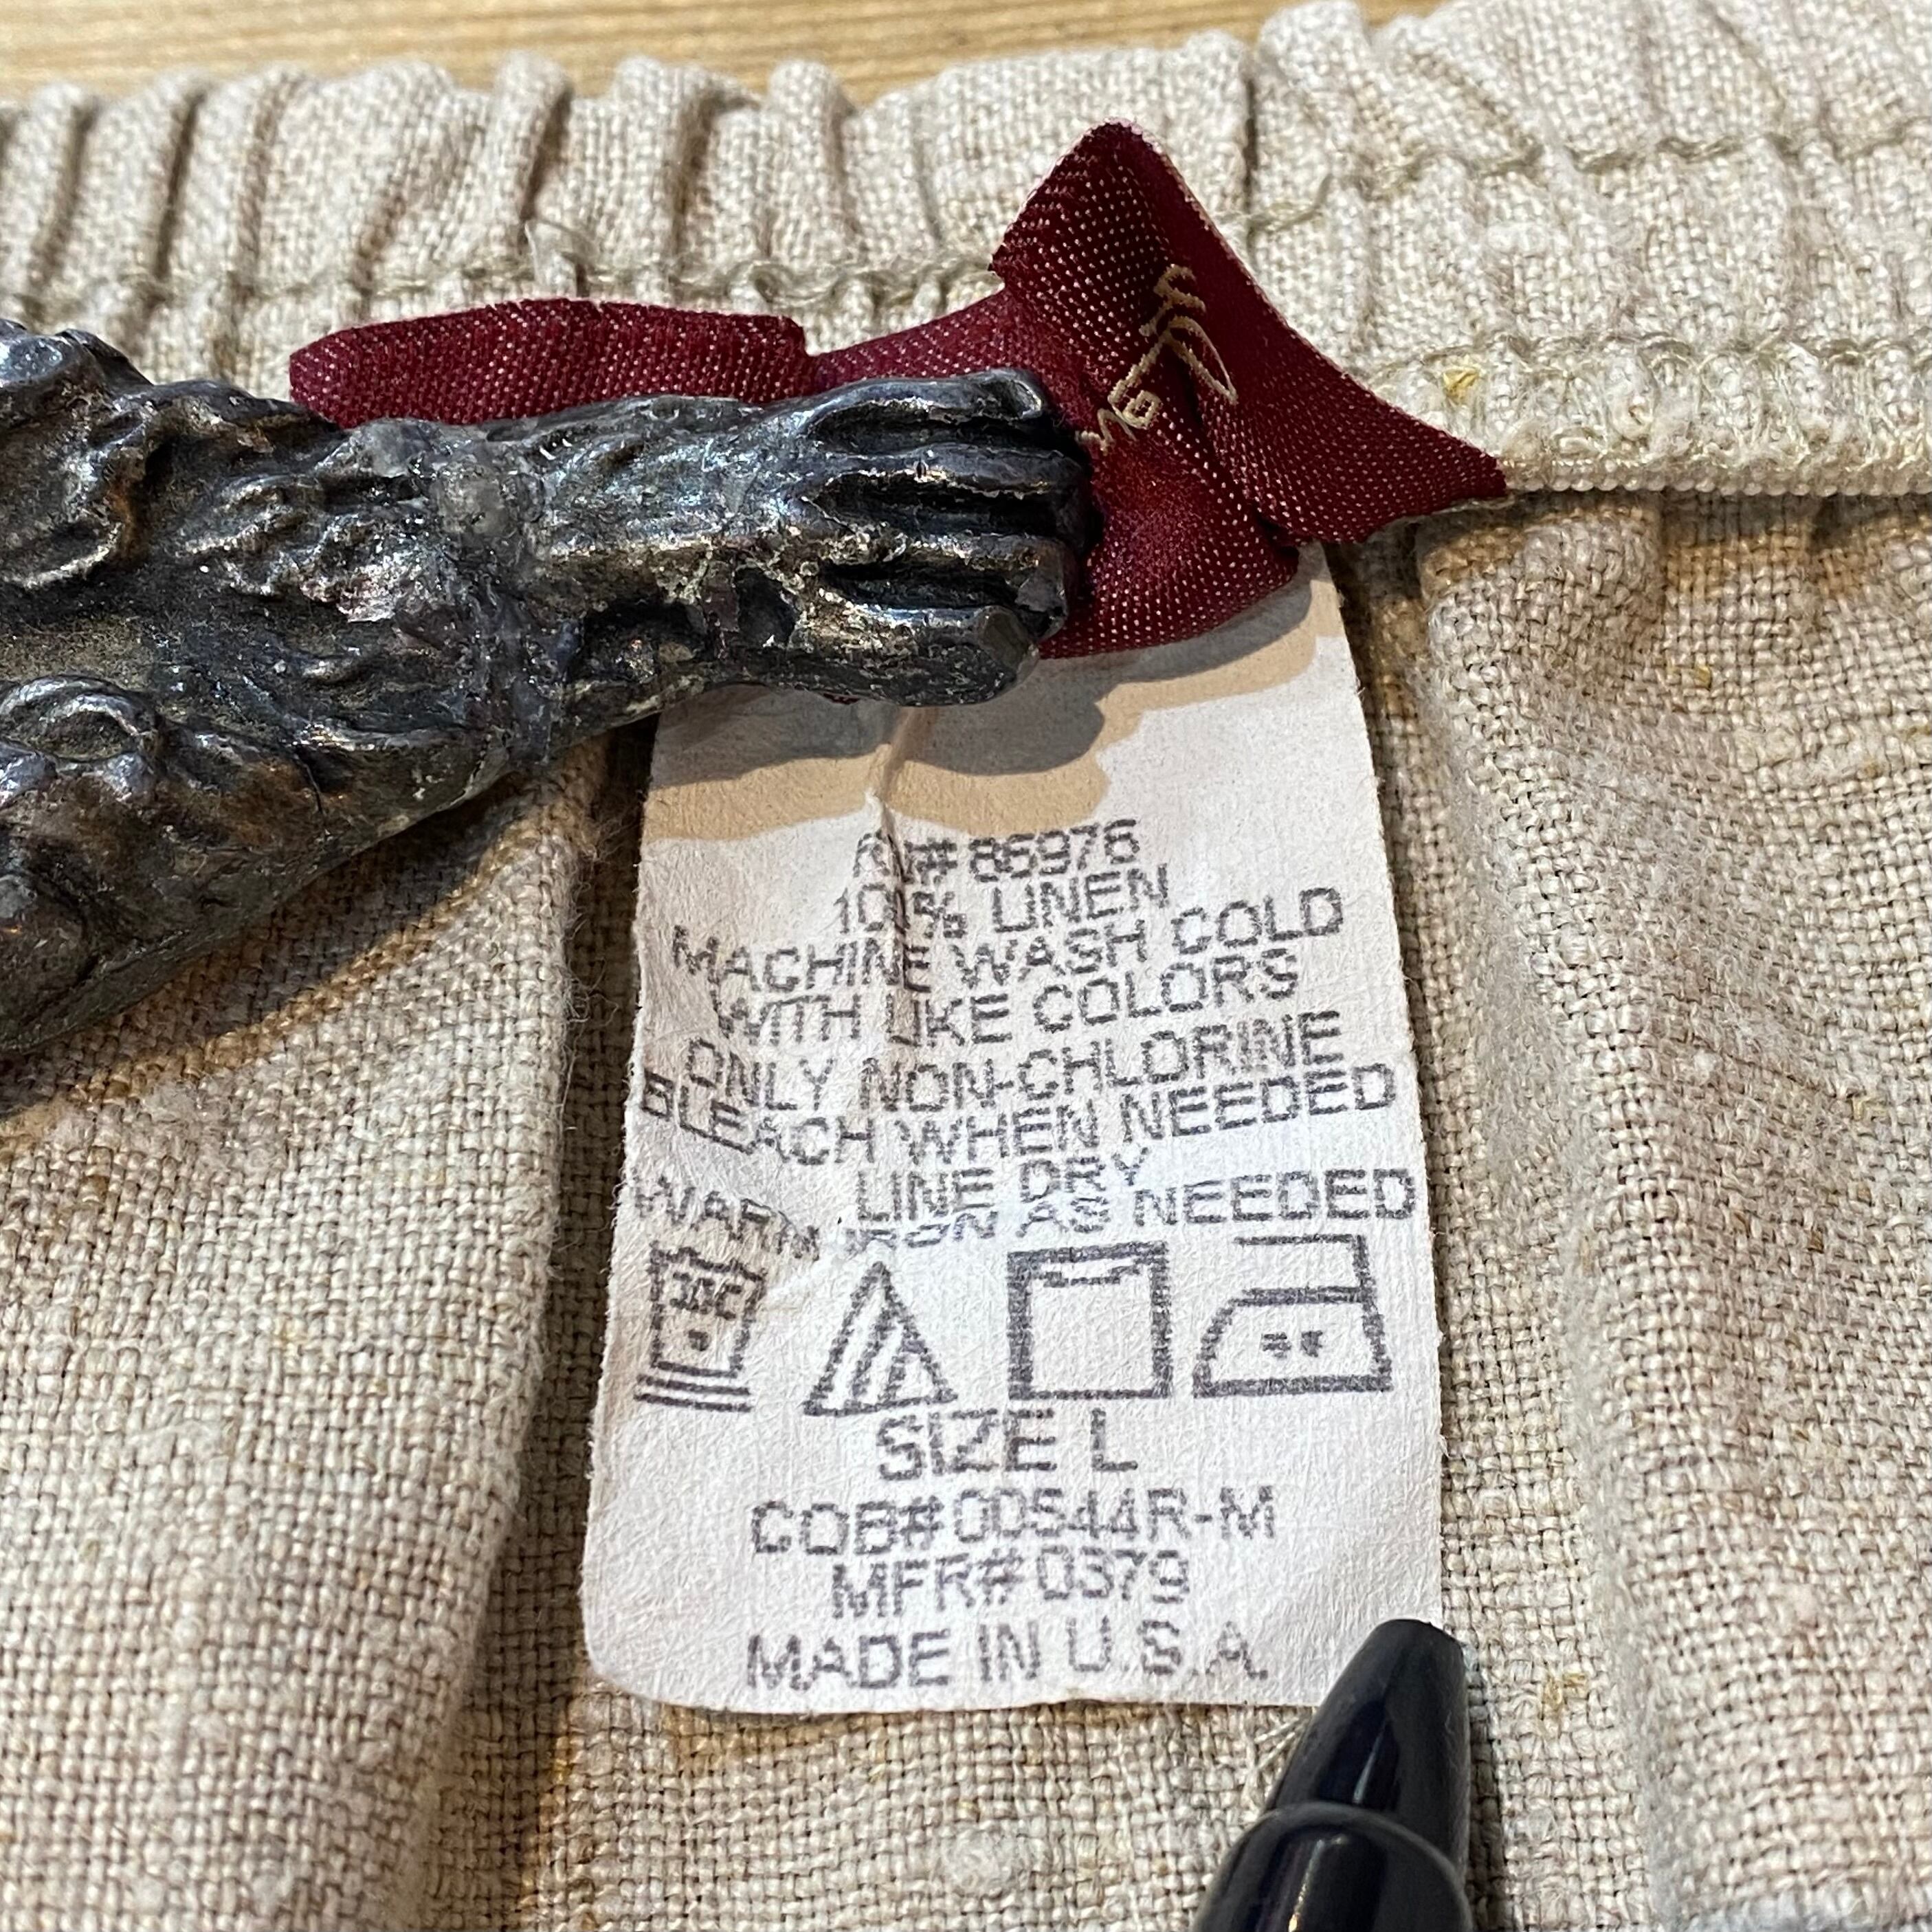 RN# 86976
100% LINEN
MACHINE WASH COLD
WITH LIKE COLORS
ONLY NON-CHLORINE
BLEACH WHEN NEEDED
LINE DRY
WARM IRON AS NEEDED
SIZE L
COB# 00544R-M
MFR# 0379
MADE IN U.S.A.